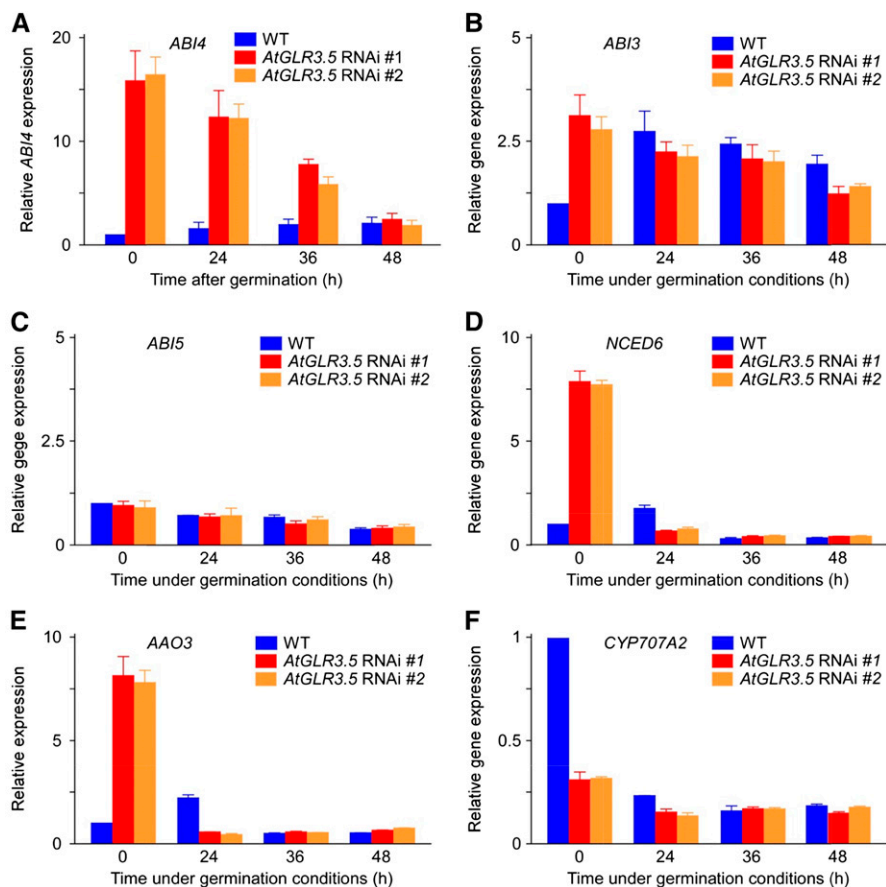 A
ABI4
WT
AtGLR3.5 RNAi #1
AtGLR3.5 RNAi #2
Relative ABI4 expression
20
10
0
0 24 36 48
Time after germination (h)
B
ABI3
WT
AtGLR3.5 RNAi #1
AtGLR3.5 RNAi #2
Relative gene expression
5
2.5
0
0 24 36 48
Time under germination conditions (h)
C
ABI5
WT
AtGLR3.5 RNAi #1
AtGLR3.5 RNAi #2
Relative gege expression
5
2.5
0
0 24 36 48
Time under germination conditions (h)
D
NCED6
WT
AtGLR3.5 RNAi #1
AtGLR3.5 RNAi #2
Relative gene expression
10
5
0
0 24 36 48
Time under germination conditions (h)
E
AAO3
WT
AtGLR3.5 RNAi #1
AtGLR3.5 RNAi #2
Relative expression
10
5
0
0 24 36 48
Time under germination conditions (h)
F
CYP707A2
WT
AtGLR3.5 RNAi #1
AtGLR3.5 RNAi #2
Relative gene expression
1
0.5
0
0 24 36 48
Time under germination conditions (h)